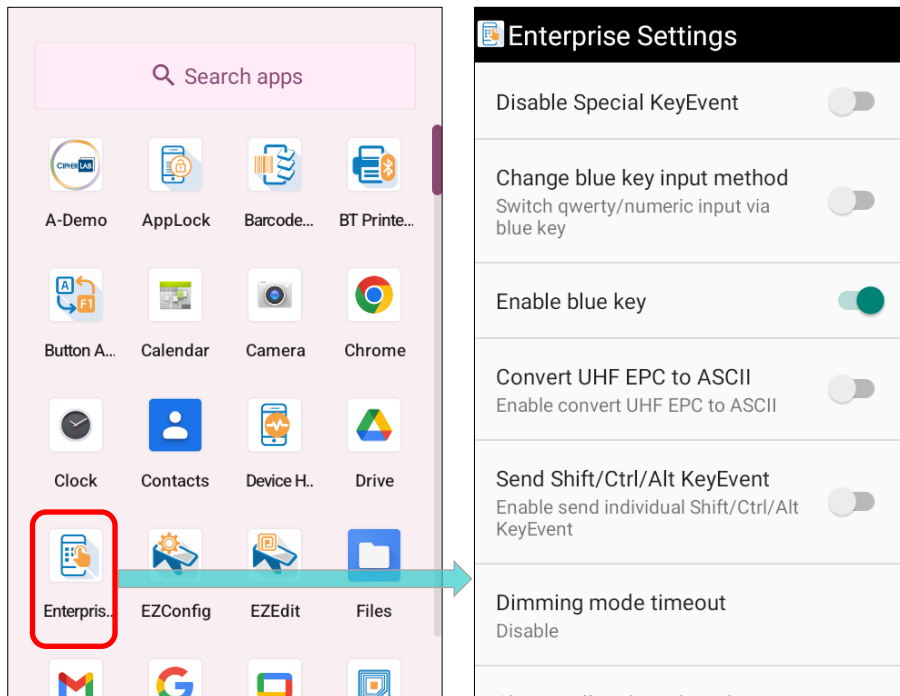 Search apps
CIPHERLAB
A-Demo
AppLock
Barcode...
BT Printe...
A
F1
Button A...
Calendar
Camera
Chrome
Clock
Contacts
Device H..
Drive
Enterpris..
EZConfig
EZEdit
Files
Enterprise Settings
Disable Special KeyEvent
Change blue key input method
Switch qwerty/numeric input via
blue key
Enable blue key
Convert UHF EPC to ASCII
Enable convert UHF EPC to ASCII
Send Shift/Ctrl/Alt KeyEvent
Enable send individual Shift/Ctrl/Alt
KeyEvent
Dimming mode timeout
Disable